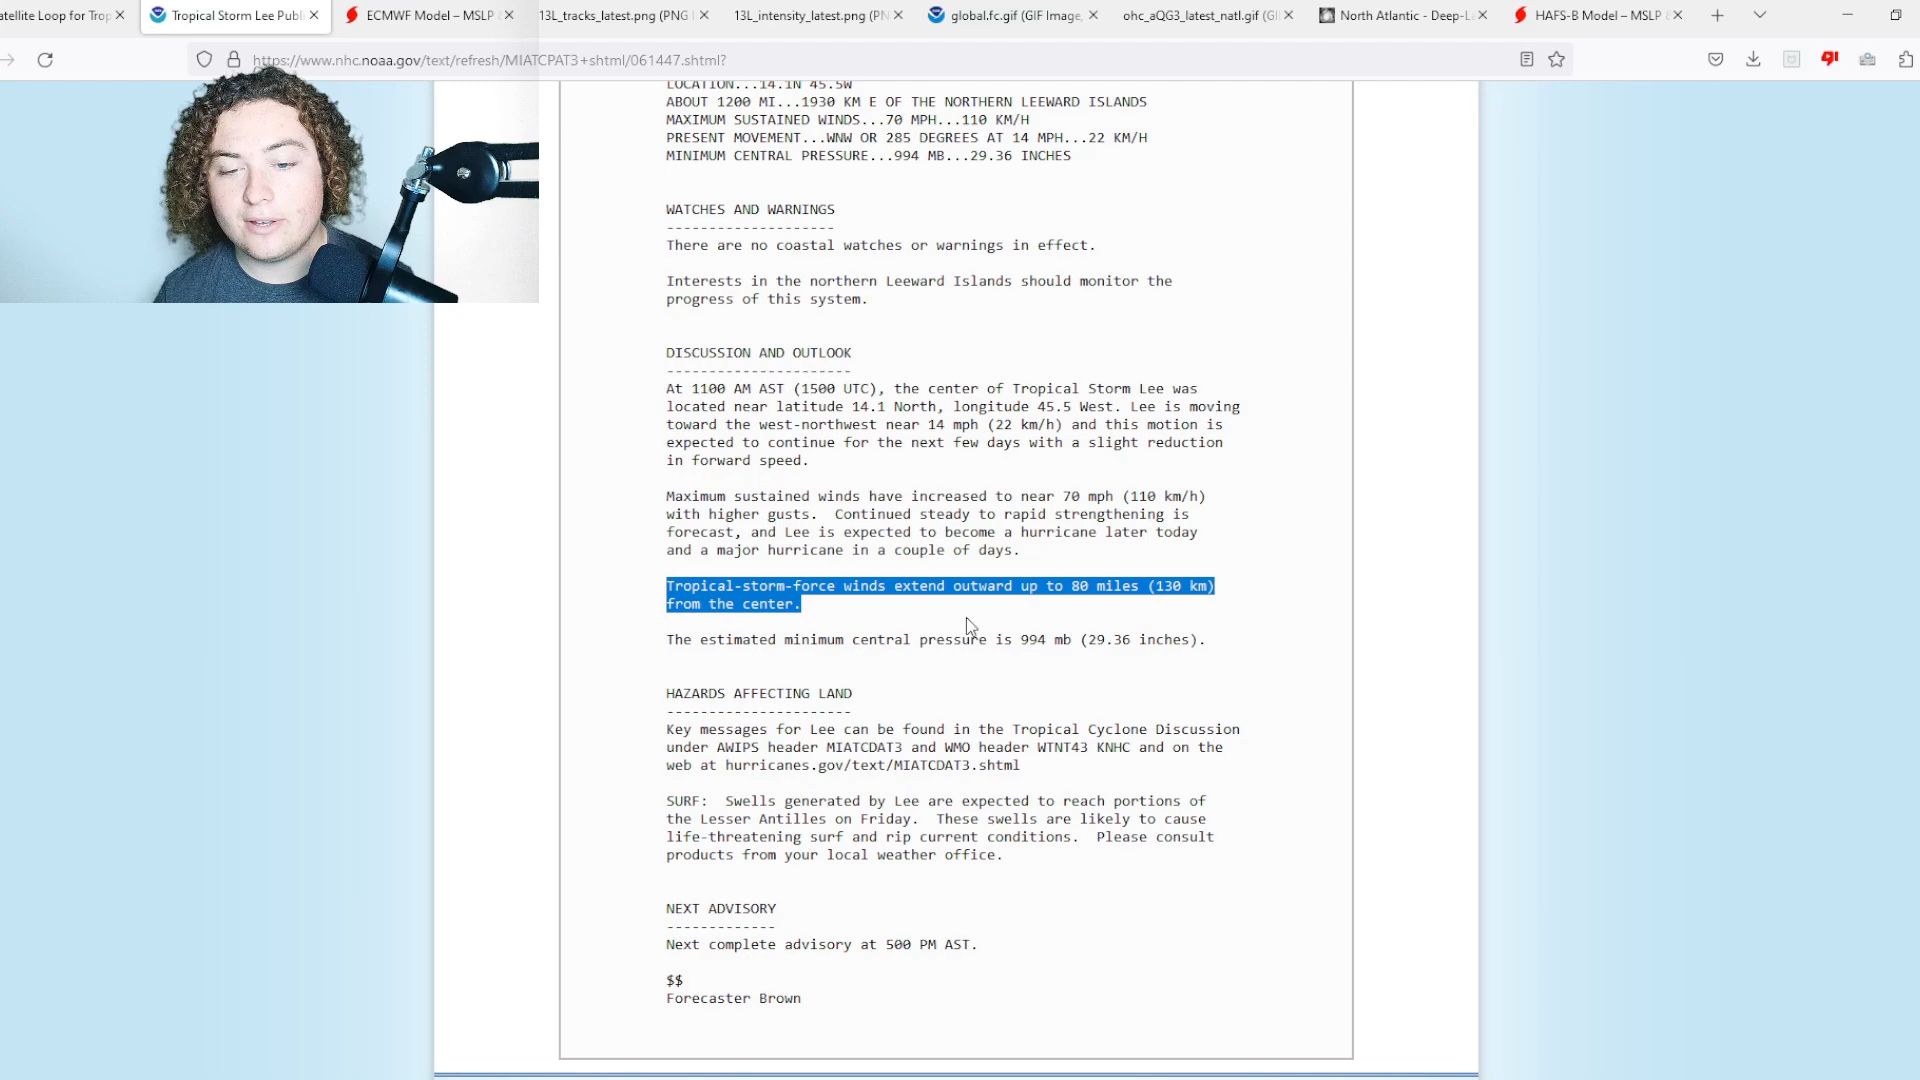 atellite Loop for Trop
Tropical Storm Lee Publi
ECMWF Model – MSLP
13L_tracks_latest.png (PNG I
13L_intensity_latest.png (PN
global.fc.gif (GIF Image,
ohc_aQG3_latest_natl.gif (GI
North Atlantic - Deep-La
HAFS-B Model – MSLP &
https://www.nhc.noaa.gov/text/refresh/MIATCPAT3+shtml/061447.shtml?
LOCATION...14.1N 45.5W
ABOUT 1200 MI...1930 KM E OF THE NORTHERN LEEWARD ISLANDS
MAXIMUM SUSTAINED WINDS...70 MPH...110 KM/H
PRESENT MOVEMENT...WNW OR 285 DEGREES AT 14 MPH...22 KM/H
MINIMUM CENTRAL PRESSURE...994 MB...29.36 INCHES
WATCHES AND WARNINGS
--------------------
There are no coastal watches or warnings in effect.
Interests in the northern Leeward Islands should monitor the
progress of this system.
DISCUSSION AND OUTLOOK
----------------------
At 1100 AM AST (1500 UTC), the center of Tropical Storm Lee was
located near latitude 14.1 North, longitude 45.5 West. Lee is moving
toward the west-northwest near 14 mph (22 km/h) and this motion is
expected to continue for the next few days with a slight reduction
in forward speed.
Maximum sustained winds have increased to near 70 mph (110 km/h)
with higher gusts.  Continued steady to rapid strengthening is
forecast, and Lee is expected to become a hurricane later today
and a major hurricane in a couple of days.
Tropical-storm-force winds extend outward up to 80 miles (130 km)
from the center.
The estimated minimum central pressure is 994 mb (29.36 inches).
HAZARDS AFFECTING LAND
----------------------
Key messages for Lee can be found in the Tropical Cyclone Discussion
under AWIPS header MIATCDAT3 and WMO header WTNT43 KNHC and on the
web at hurricanes.gov/text/MIATCDAT3.shtml
SURF:  Swells generated by Lee are expected to reach portions of
the Lesser Antilles on Friday.  These swells are likely to cause
life-threatening surf and rip current conditions.  Please consult
products from your local weather office.
NEXT ADVISORY
-------------
Next complete advisory at 500 PM AST.
$$
Forecaster Brown